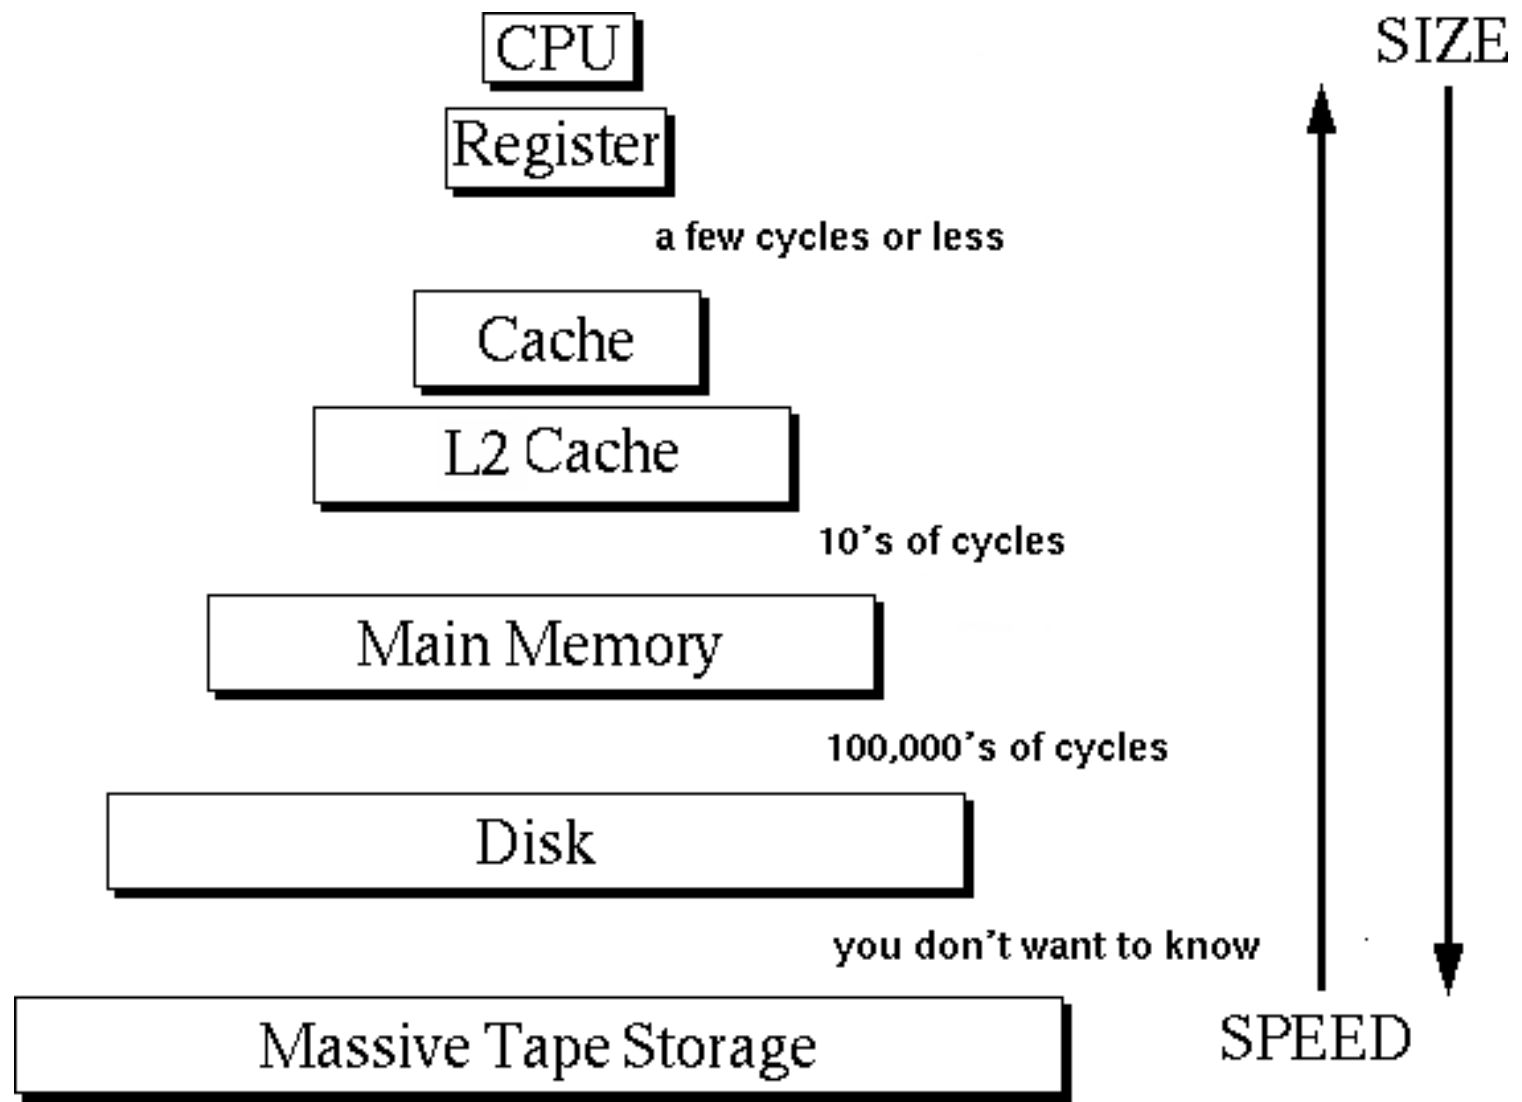 CPU
SIZE
Register
a few cycles or less
Cache
L2 Cache
10's of cycles
Main Memory
100,000's of cycles
Disk
you don't want to know
SPEED
Massive Tape Storage